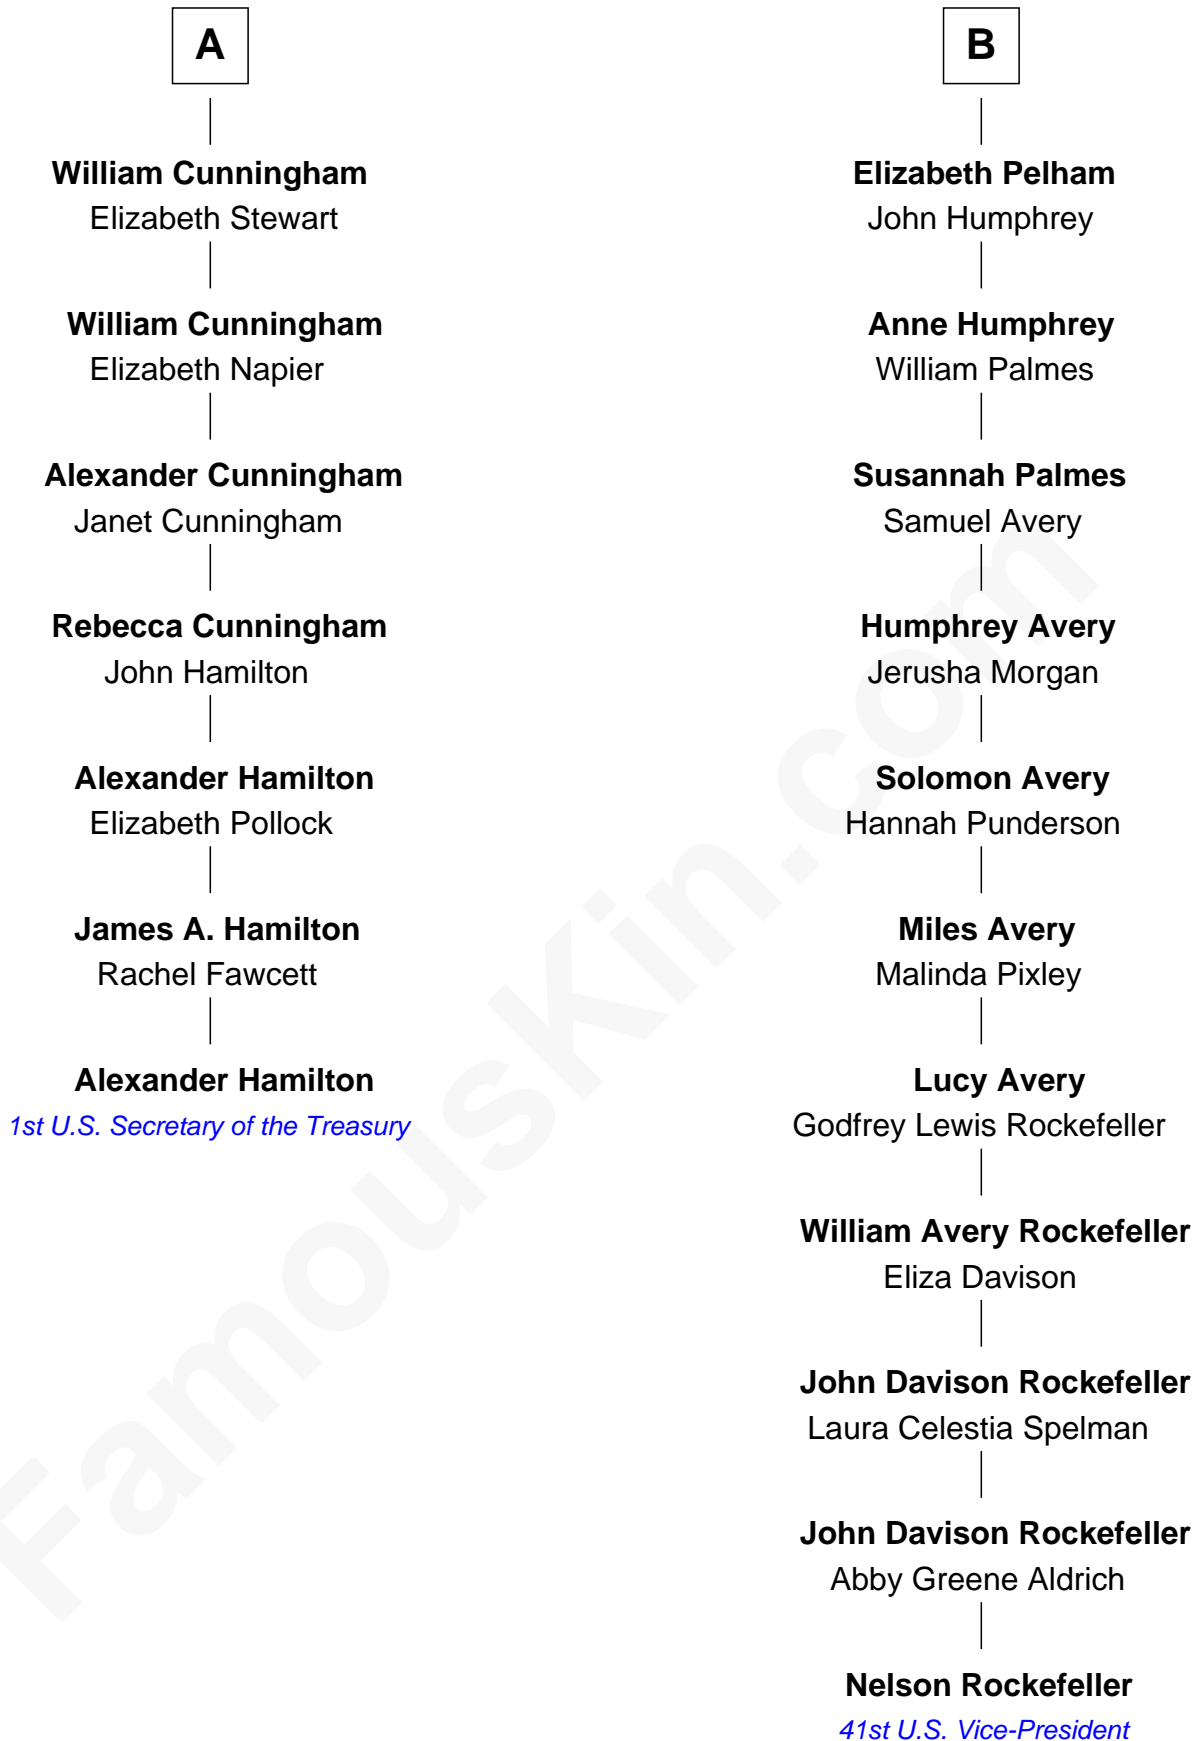 A
William Cunningham
Elizabeth Stewart
William Cunningham
Elizabeth Napier
Alexander Cunningham
Janet Cunningham
Rebecca Cunningham
John Hamilton
Alexander Hamilton
Elizabeth Pollock
James A. Hamilton
Rachel Fawcett
Alexander Hamilton
1st U.S. Secretary of the Treasury
B
Elizabeth Pelham
John Humphrey
Anne Humphrey
William Palmes
Susannah Palmes
Samuel Avery
Humphrey Avery
Jerusha Morgan
Solomon Avery
Hannah Punderson
Miles Avery
Malinda Pixley
Lucy Avery
Godfrey Lewis Rockefeller
William Avery Rockefeller
Eliza Davison
John Davison Rockefeller
Laura Celestia Spelman
John Davison Rockefeller
Abby Greene Aldrich
Nelson Rockefeller
41st U.S. Vice-President
FamousKin.com